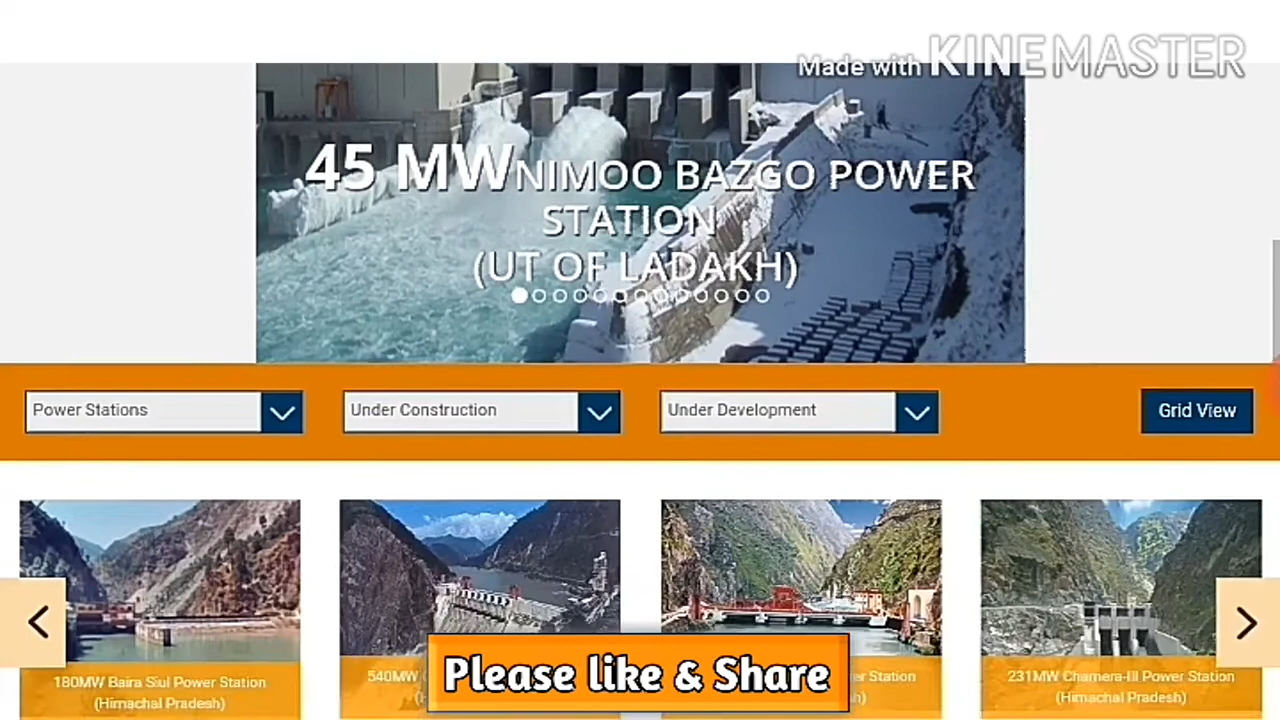 Made with KINEMASTER
45 MW NIMOO BAZGO POWER
STATION
(UT OF LADAKH)
Power Stations
Under Construction
Under Development
Grid View
180MW Baira Siul Power Station
(Himachal Pradesh)
540MW
Station
231MW Chamera-III Power Station
(Himachal Pradesh)
Please like & Share